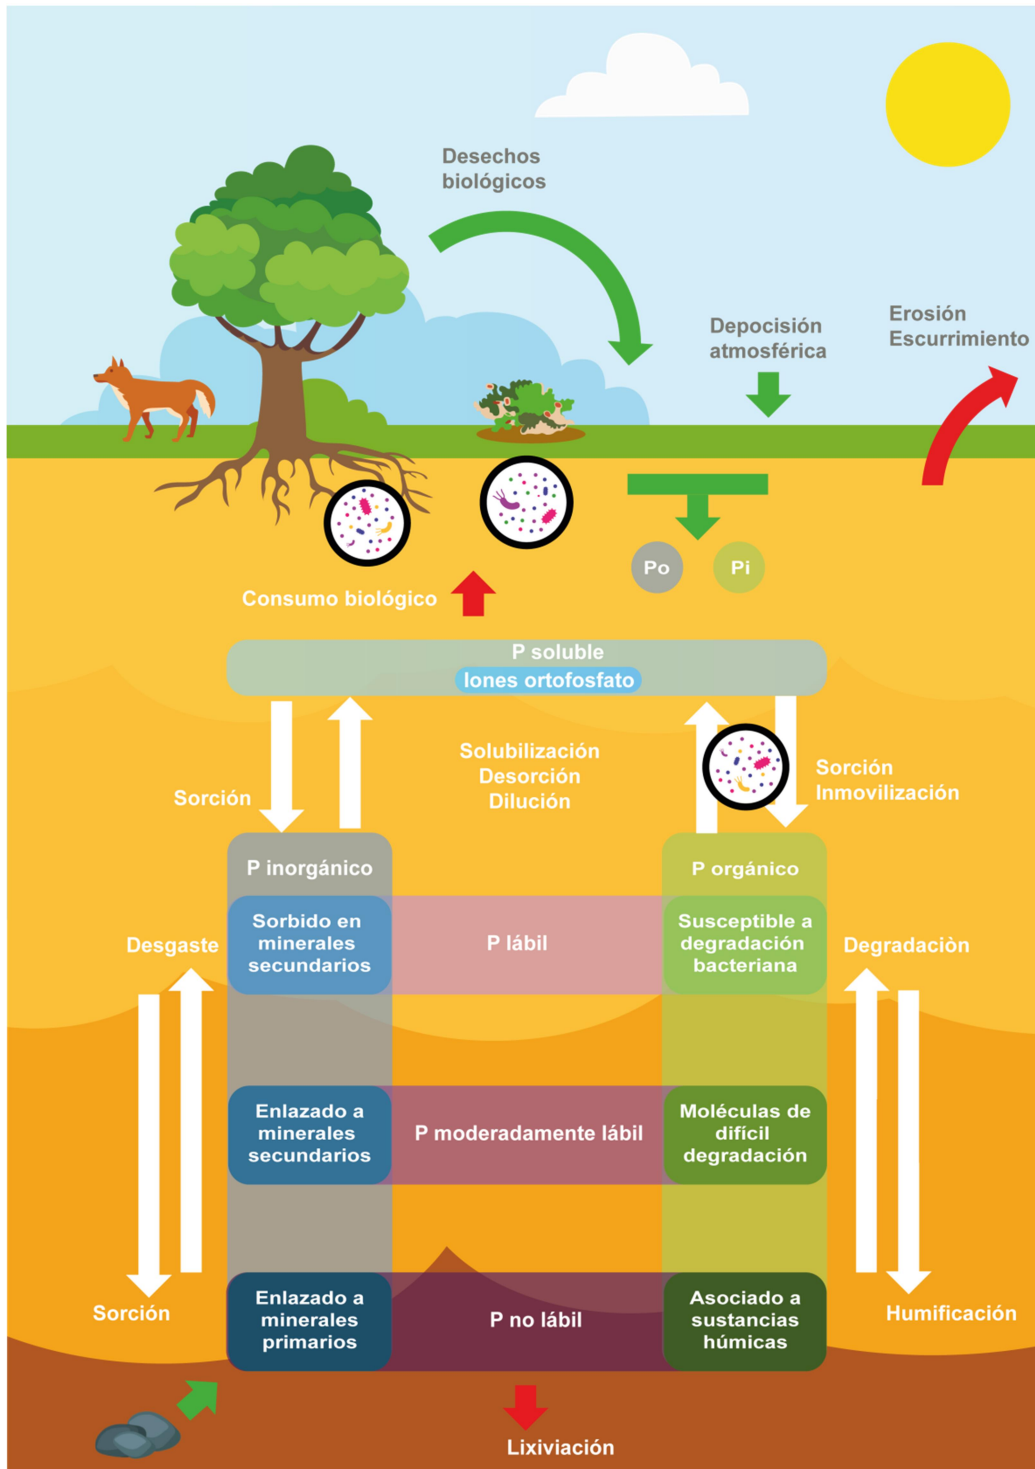 Desechos
biológicos
Depocisión
atmosférica
Erosión
Escurrimiento
Po
Pi
Consumo biológico
P soluble
Iones ortofosfato
Solubilización
Desorción
Dilución
Sorción
Sorción
Inmovilización
P inorgánico
P orgánico
Desgaste
Sorbido en
minerales
secundarios
P lábil
Susceptible a
degradación
bacteriana
Degradaciòn
Enlazado a
minerales
secundarios
P moderadamente lábil
Moléculas de
difícil
degradación
Sorción
Enlazado a
minerales
primarios
P no lábil
Asociado a
sustancias
húmicas
Humificación
Lixiviación